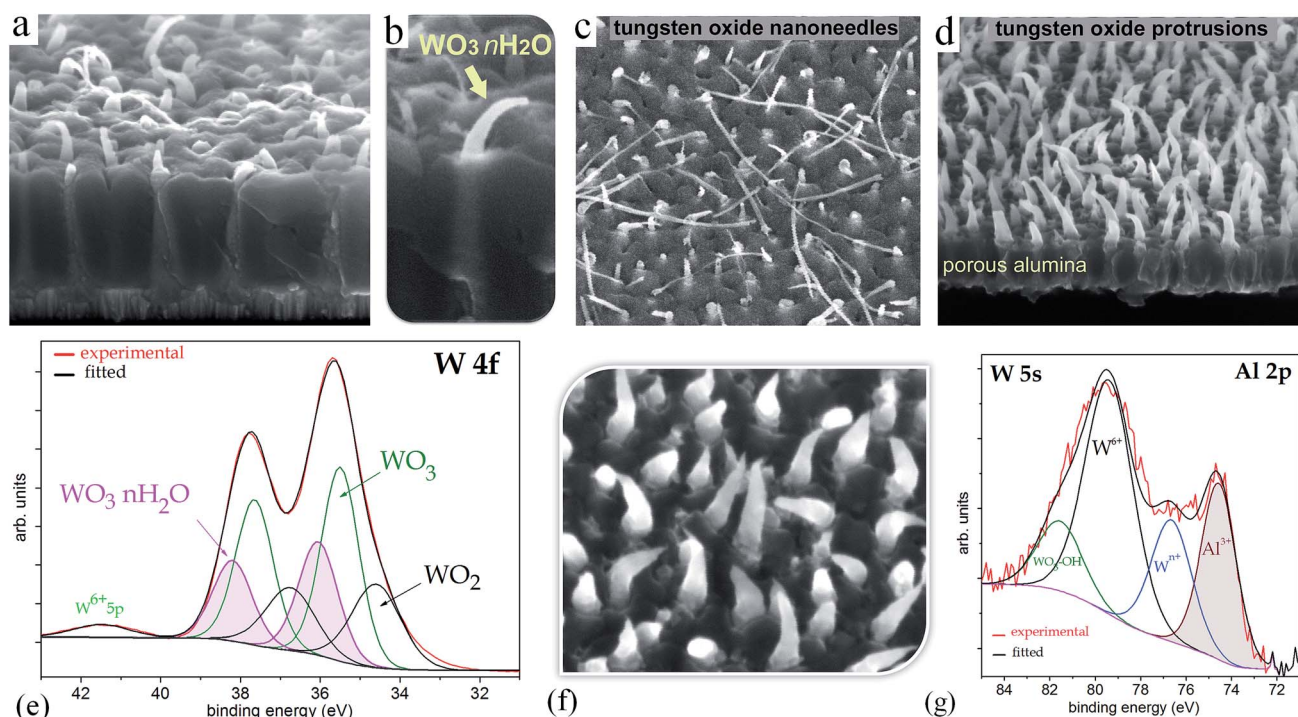 a
b
WO3 nH2O
c
tungsten oxide nanoneedles
d
tungsten oxide protrusions
porous alumina
experimental
fitted
W 4f
WO3 nH2O
WO3
WO2
W6+5p
arb. units
42 40 38 36 34 32
binding energy (eV)
(e)
(f)
W 5s
Al 2p
W6+
WO3-OH
Wn+
Al3+
experimental
fitted
arb. units
84 82 80 78 76 74 72
binding energy (eV)
(g)